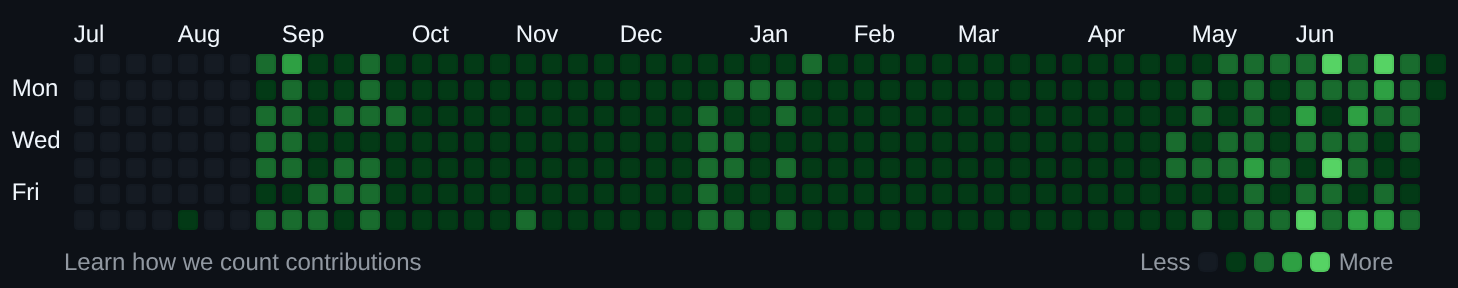 Jul Aug Sep Oct Nov Dec Jan Feb Mar Apr May Jun
Mon
Wed
Fri
Learn how we count contributions Less More